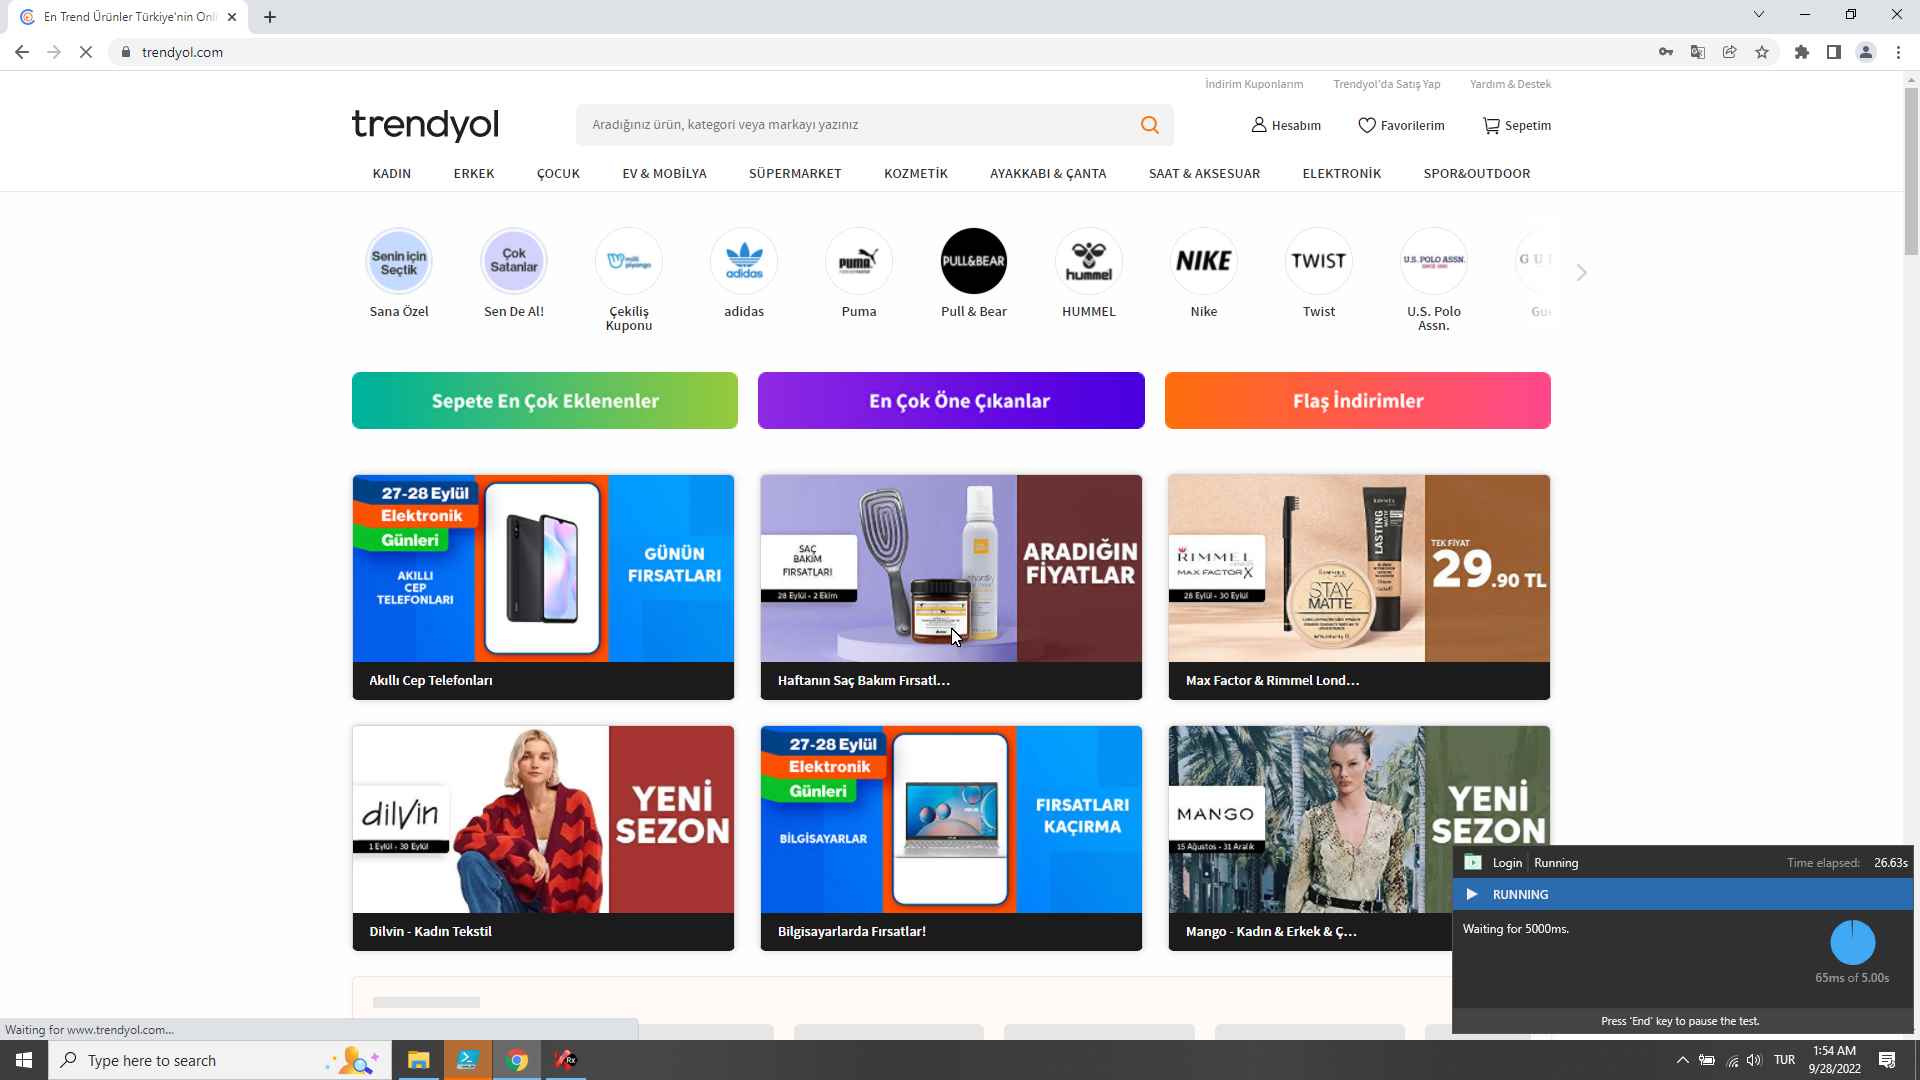 En Trend Ürünler Türkiye'nin Onli
trendyol.com
İndirim Kuponlarım
Trendyol'da Satış Yap
Yardım & Destek
trendyol
Aradığınız ürün, kategori veya markayı yazınız
Hesabım
Favorilerim
Sepetim
KADIN
ERKEK
ÇOCUK
EV & MOBİLYA
SÜPERMARKET
KOZMETİK
AYAKKABI & ÇANTA
SAAT & AKSESUAR
ELEKTRONİK
SPOR&OUTDOOR
Senin için
Seçtik
Çok
Satanlar
milli
piyango
adidas
PUMA
PULL&BEAR
hummel
NIKE
TWIST
U.S. POLO ASSN.
SINCE 1890
G U
Sana Özel
Sen De Al!
Çekiliş
Kuponu
adidas
Puma
Pull & Bear
HUMMEL
Nike
Twist
U.S. Polo
Assn.
Gue
Sepete En Çok Eklenenler
En Çok Öne Çıkanlar
Flaş İndirimler
27-28 Eylül
Elektronik
Günleri
AKILLI
CEP
TELEFONLARI
GÜNÜN
FIRSATLARI
Akıllı Cep Telefonları
SAÇ
BAKIM
FIRSATLARI
28 Eylül - 2 Ekim
ARADIĞIN
FİYATLAR
Haftanın Saç Bakım Fırsatl...
RIMMEL
MAX FACTOR X
28 Eylül - 30 Eylül
LASTING
MATTE
RIMMEL
STAY
MATTE
TEK FİYAT
29.90 TL
Max Factor & Rimmel Lond...
dilvin
1 Eylül - 30 Eylül
YENİ
SEZON
Dilvin - Kadın Tekstil
27-28 Eylül
Elektronik
Günleri
BİLGİSAYARLAR
FIRSATLARI
KAÇIRMA
Bilgisayarlarda Fırsatlar!
MANGO
15 Ağustos - 31 Aralık
YENİ
SEZON
Mango - Kadın & Erkek & Ç...
Login
Running
Time elapsed:
26.63s
RUNNING
Waiting for 5000ms.
65ms of 5.00s
Press 'End' key to pause the test.
Waiting for www.trendyol.com...
Type here to search
Rx
TUR
1:54 AM
9/28/2022